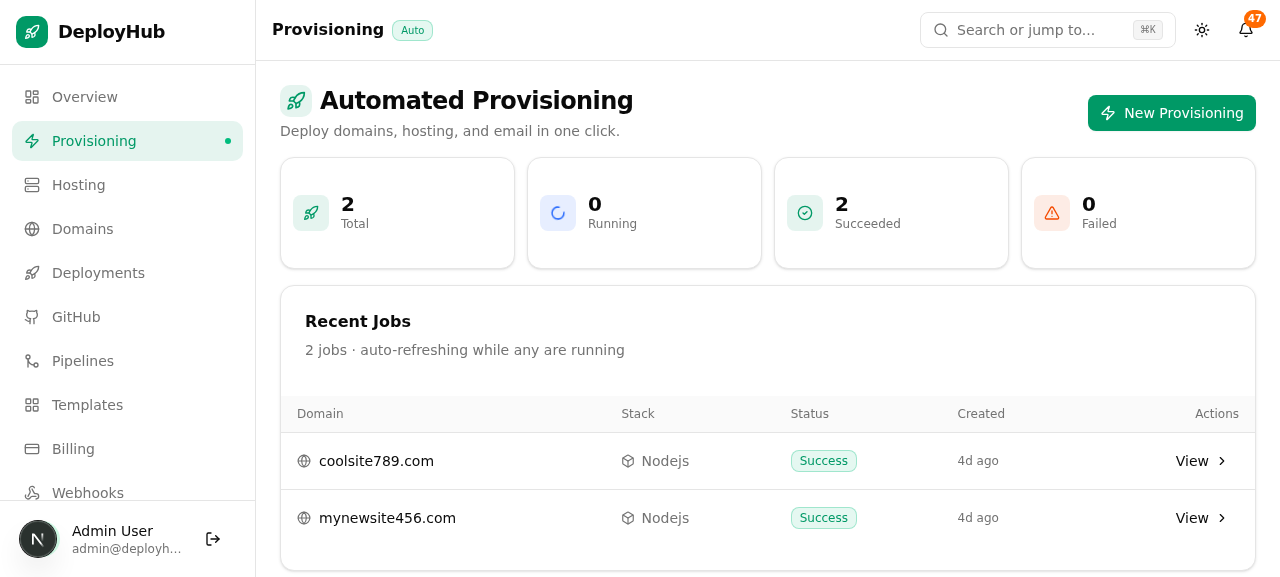 DeployHub
Overview
Provisioning
Hosting
Domains
Deployments
GitHub
Pipelines
Templates
Billing
Webhooks
N
Admin User
admin@deployh...
Provisioning
Auto
Search or jump to...
⌘K
47
Automated Provisioning
Deploy domains, hosting, and email in one click.
New Provisioning
2
Total
0
Running
2
Succeeded
0
Failed
Recent Jobs
2 jobs · auto-refreshing while any are running
Domain Stack Status Created Actions
coolsite789.com Nodejs Success 4d ago View
mynewsite456.com Nodejs Success 4d ago View